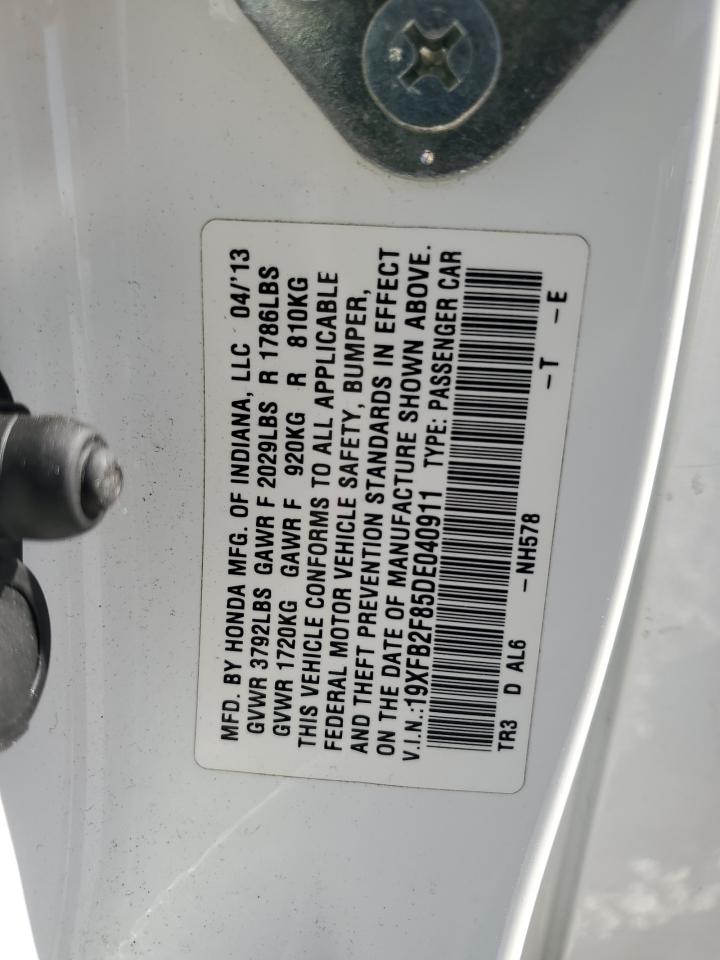 MFD. BY HONDA MFG. OF INDIANA, LLC 04/'13
GVWR 3792LBS GAWR F 2029LBS R 1786LBS
GVWR 1720KG GAWR F 920KG R 810KG
THIS VEHICLE CONFORMS TO ALL APPLICABLE
FEDERAL MOTOR VEHICLE SAFETY, BUMPER,
AND THEFT PREVENTION STANDARDS IN EFFECT
ON THE DATE OF MANUFACTURE SHOWN ABOVE.
V.I.N.:19XFB2F85DE040911 TYPE: PASSENGER CAR
TR3 D AL6 -NH578 -T -E